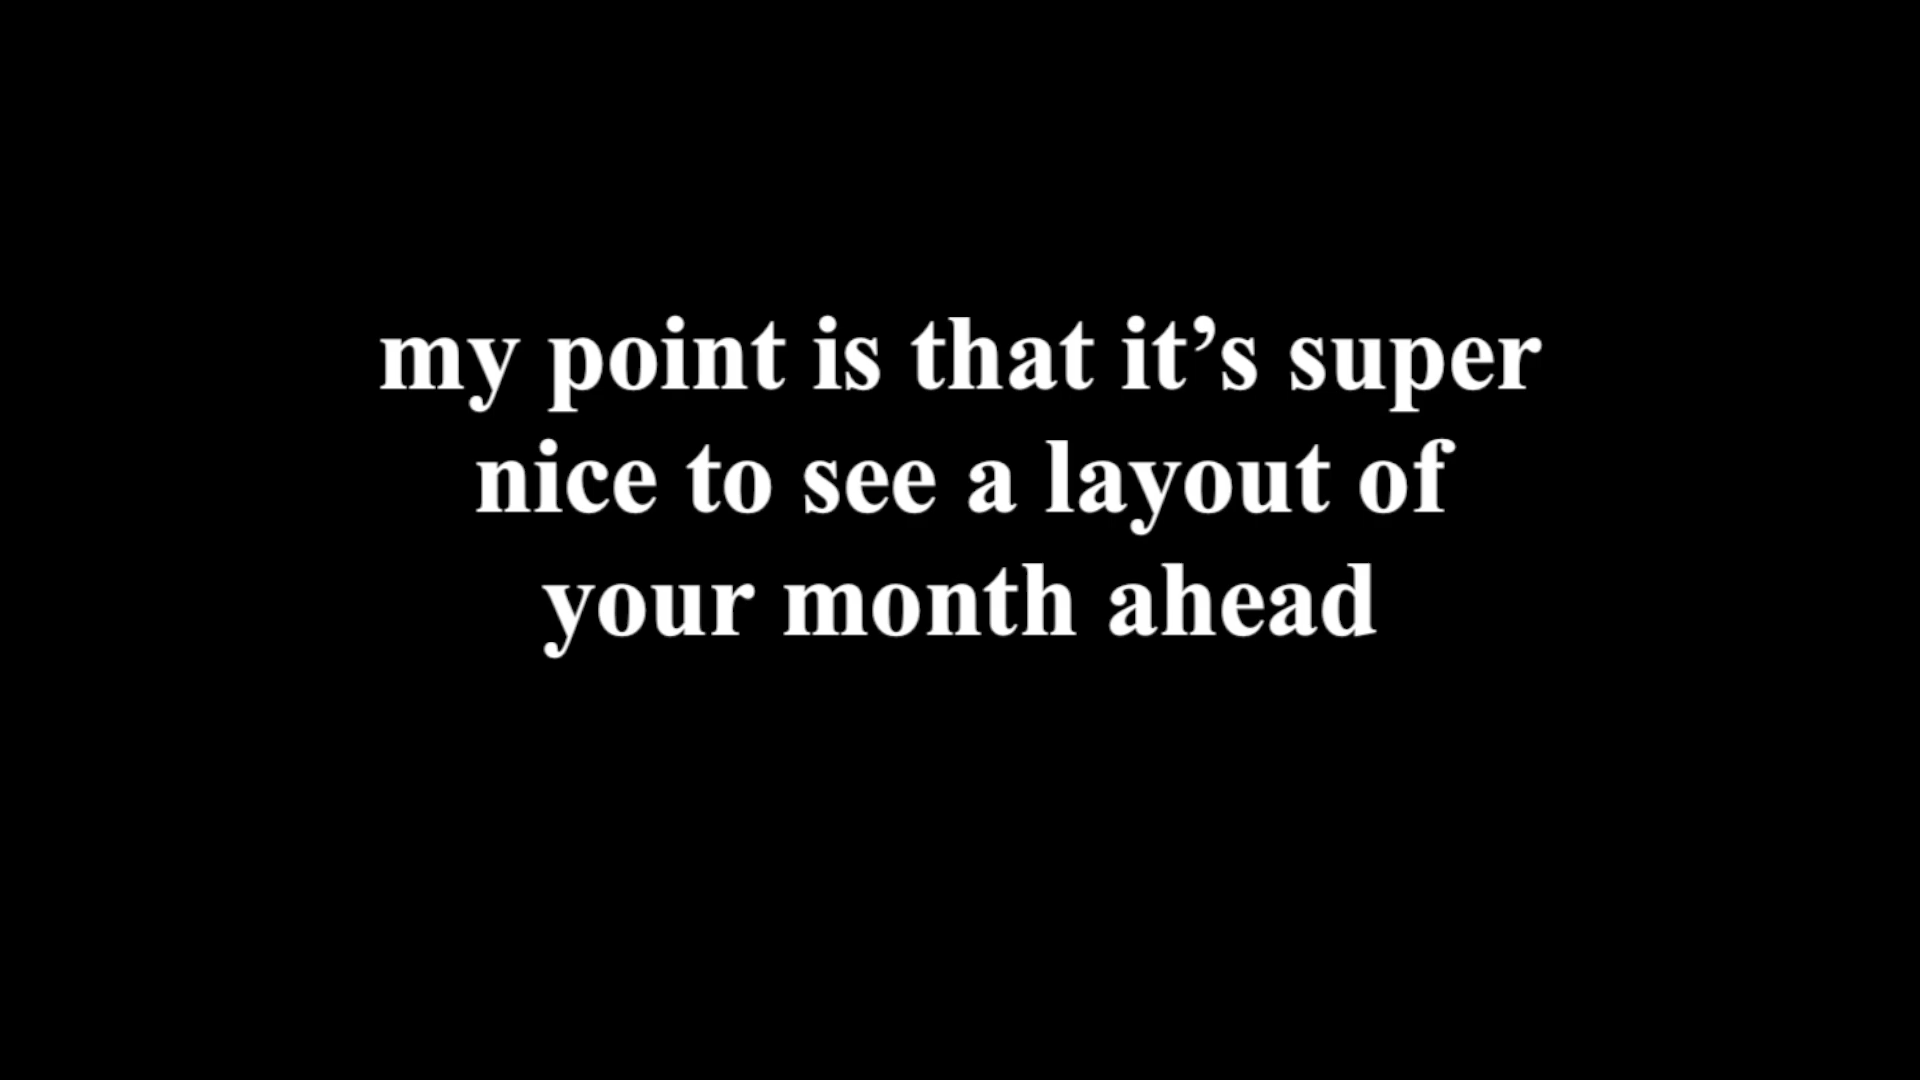 my point is that it’s super
nice to see a layout of
your month ahead